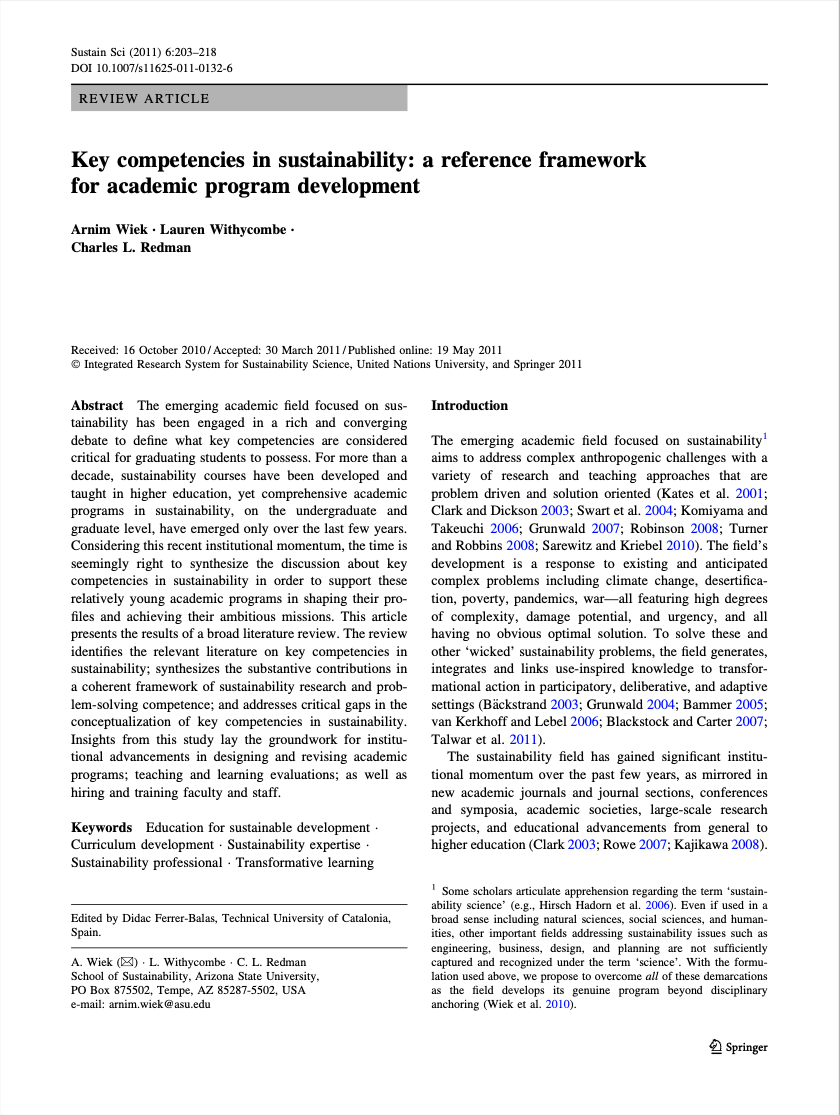 Sustain Sci (2011) 6:203–218
DOI 10.1007/s11625-011-0132-6
REVIEW ARTICLE
Key competencies in sustainability: a reference framework
for academic program development
Arnim Wiek · Lauren Withycombe ·
Charles L. Redman
Received: 16 October 2010 / Accepted: 30 March 2011 / Published online: 19 May 2011
© Integrated Research System for Sustainability Science, United Nations University, and Springer 2011
Abstract The emerging academic field focused on sus-
tainability has been engaged in a rich and converging
debate to define what key competencies are considered
critical for graduating students to possess. For more than a
decade, sustainability courses have been developed and
taught in higher education, yet comprehensive academic
programs in sustainability, on the undergraduate and
graduate level, have emerged only over the last few years.
Considering this recent institutional momentum, the time is
seemingly right to synthesize the discussion about key
competencies in sustainability in order to support these
relatively young academic programs in shaping their pro-
files and achieving their ambitious missions. This article
presents the results of a broad literature review. The review
identifies the relevant literature on key competencies in
sustainability; synthesizes the substantive contributions in
a coherent framework of sustainability research and prob-
lem-solving competence; and addresses critical gaps in the
conceptualization of key competencies in sustainability.
Insights from this study lay the groundwork for institu-
tional advancements in designing and revising academic
programs; teaching and learning evaluations; as well as
hiring and training faculty and staff.
Keywords Education for sustainable development ·
Curriculum development · Sustainability expertise ·
Sustainability professional · Transformative learning
Edited by Didac Ferrer-Balas, Technical University of Catalonia,
Spain.
A. Wiek (✉) · L. Withycombe · C. L. Redman
School of Sustainability, Arizona State University,
PO Box 875502, Tempe, AZ 85287-5502, USA
e-mail: arnim.wiek@asu.edu
Introduction
The emerging academic field focused on sustainability1
aims to address complex anthropogenic challenges with a
variety of research and teaching approaches that are
problem driven and solution oriented (Kates et al. 2001;
Clark and Dickson 2003; Swart et al. 2004; Komiyama and
Takeuchi 2006; Grunwald 2007; Robinson 2008; Turner
and Robbins 2008; Sarewitz and Kriebel 2010). The field's
development is a response to existing and anticipated
complex problems including climate change, desertifica-
tion, poverty, pandemics, war—all featuring high degrees
of complexity, damage potential, and urgency, and all
having no obvious optimal solution. To solve these and
other 'wicked' sustainability problems, the field generates,
integrates and links use-inspired knowledge to transfor-
mational action in participatory, deliberative, and adaptive
settings (Bäckstrand 2003; Grunwald 2004; Bammer 2005;
van Kerkhoff and Lebel 2006; Blackstock and Carter 2007;
Talwar et al. 2011).
The sustainability field has gained significant institu-
tional momentum over the past few years, as mirrored in
new academic journals and journal sections, conferences
and symposia, academic societies, large-scale research
projects, and educational advancements from general to
higher education (Clark 2003; Rowe 2007; Kajikawa 2008).
1 Some scholars articulate apprehension regarding the term 'sustain-
ability science' (e.g., Hirsch Hadorn et al. 2006). Even if used in a
broad sense including natural sciences, social sciences, and human-
ities, other important fields addressing sustainability issues such as
engineering, business, design, and planning are not sufficiently
captured and recognized under the term 'science'. With the formu-
lation used above, we propose to overcome all of these demarcations
as the field develops its genuine program beyond disciplinary
anchoring (Wiek et al. 2010).
Springer